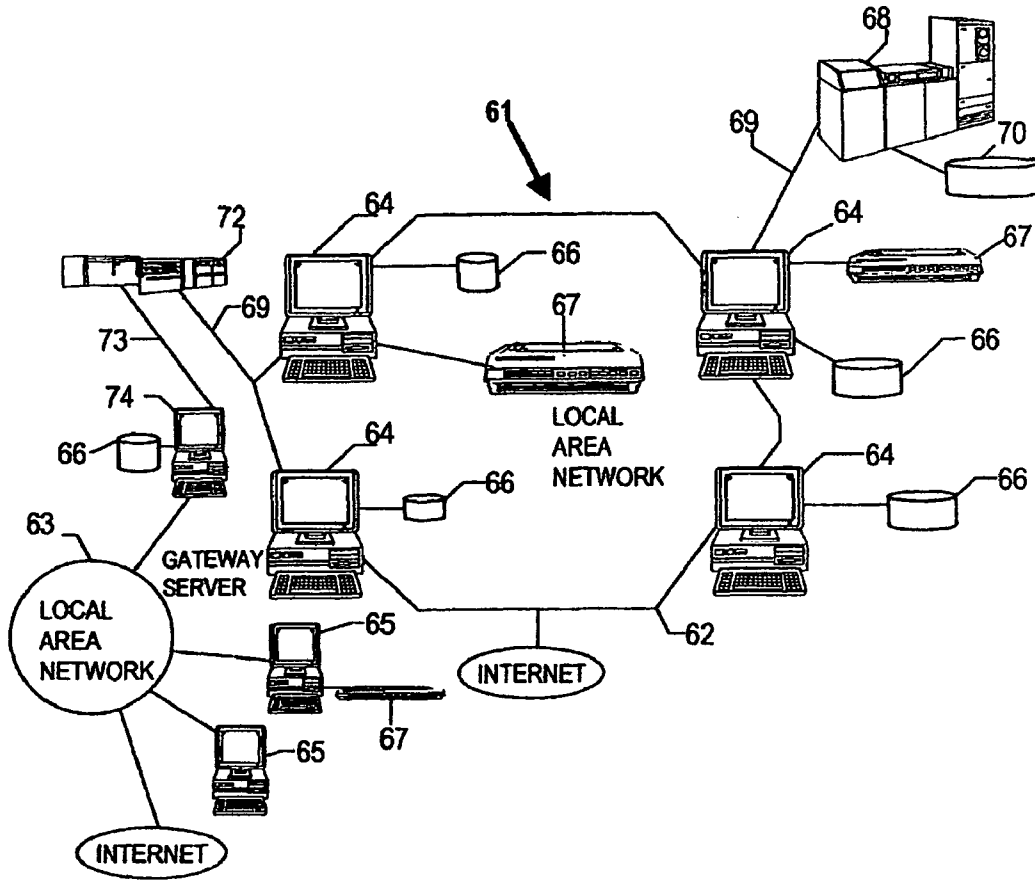 68
61
69
70
64
64
67
72
66
67
69
73
66
LOCAL
AREA
NETWORK
74
66
64
66
64
66
63
GATEWAY
SERVER
LOCAL
AREA
NETWORK
65
62
INTERNET
67
65
INTERNET